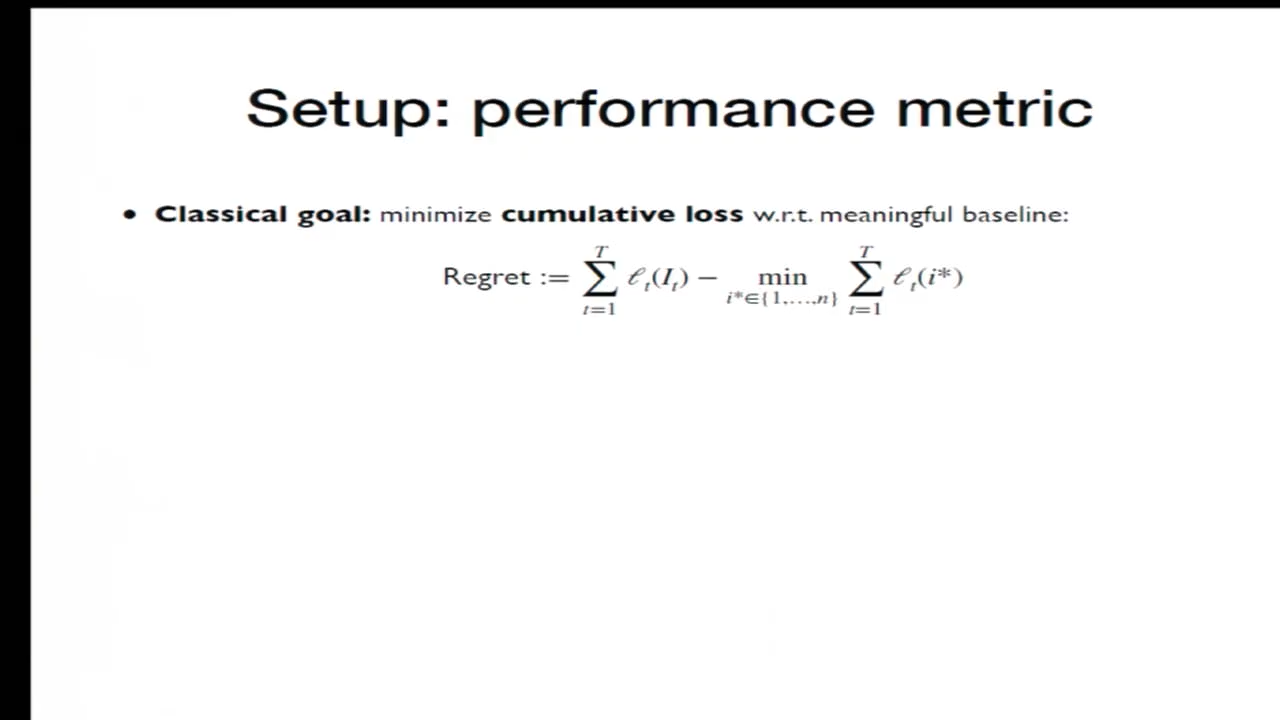 Setup: performance metric
• Classical goal: minimize cumulative loss w.r.t. meaningful baseline:
Regret := ∑_{t=1}^{T} ℓ_t(I_t) − min_{i*∈{1,…,n}} ∑_{t=1}^{T} ℓ_t(i*)